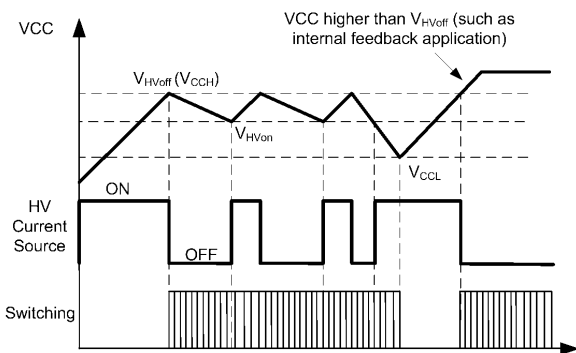 VCC higher than VHVoff (such as
internal feedback application)
VCC
VHVoff (VCCH)
VHVon
VCCL
ON
HV
Current
Source
OFF
Switching